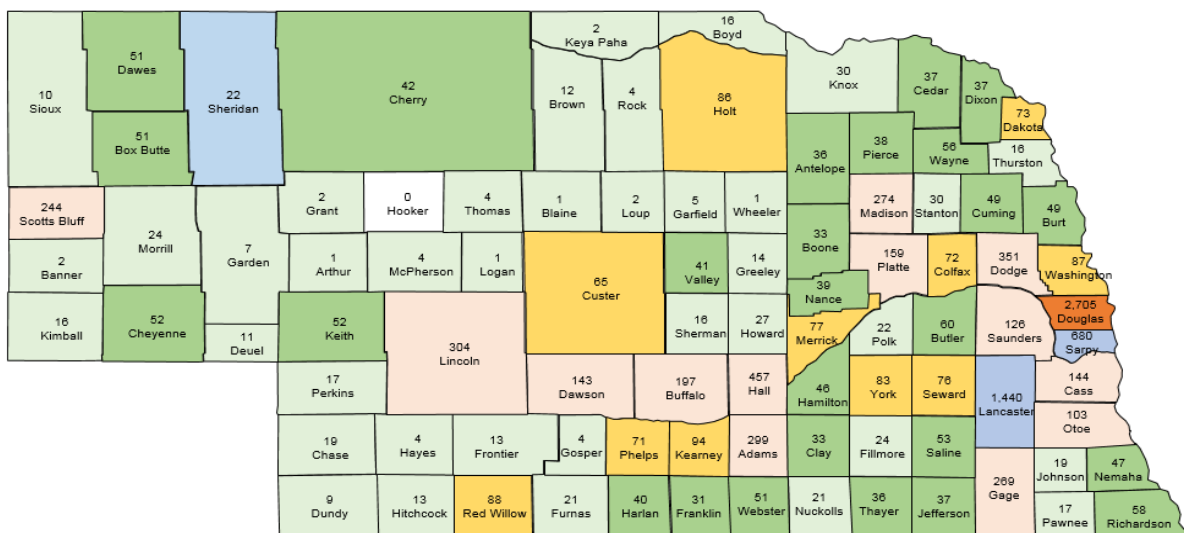 2
Keya Paha
16
Boyd
10
Sioux
51
Dawes
22
Sheridan
42
Cherry
12
Brown
4
Rock
86
Holt
30
Knox
37
Cedar
37
Dixon
73
Dakota
51
Box Butte
36
Antelope
38
Pierce
56
Wayne
16
Thurston
244
Scotts Bluff
24
Morrill
7
Garden
2
Grant
0
Hooker
4
Thomas
1
Blaine
2
Loup
5
Garfield
1
Wheeler
274
Madison
30
Stanton
49
Cuming
49
Burt
2
Banner
1
Arthur
4
McPherson
1
Logan
65
Custer
41
Valley
14
Greeley
33
Boone
159
Platte
72
Colfax
351
Dodge
87
Washington
39
Nance
16
Kimball
52
Cheyenne
11
Deuel
52
Keith
304
Lincoln
16
Sherman
27
Howard
77
Merrick
22
Polk
60
Butler
126
Saunders
2,705
Douglas
680
Sarpy
17
Perkins
143
Dawson
197
Buffalo
457
Hall
46
Hamilton
83
York
76
Seward
1,440
Lancaster
144
Cass
103
Otoe
19
Chase
4
Hayes
13
Frontier
4
Gosper
71
Phelps
94
Kearney
299
Adams
33
Clay
24
Fillmore
53
Saline
269
Gage
19
Johnson
47
Nemaha
9
Dundy
13
Hitchcock
88
Red Willow
21
Furnas
40
Harlan
31
Franklin
51
Webster
21
Nuckolls
36
Thayer
37
Jefferson
17
Pawnee
58
Richardson